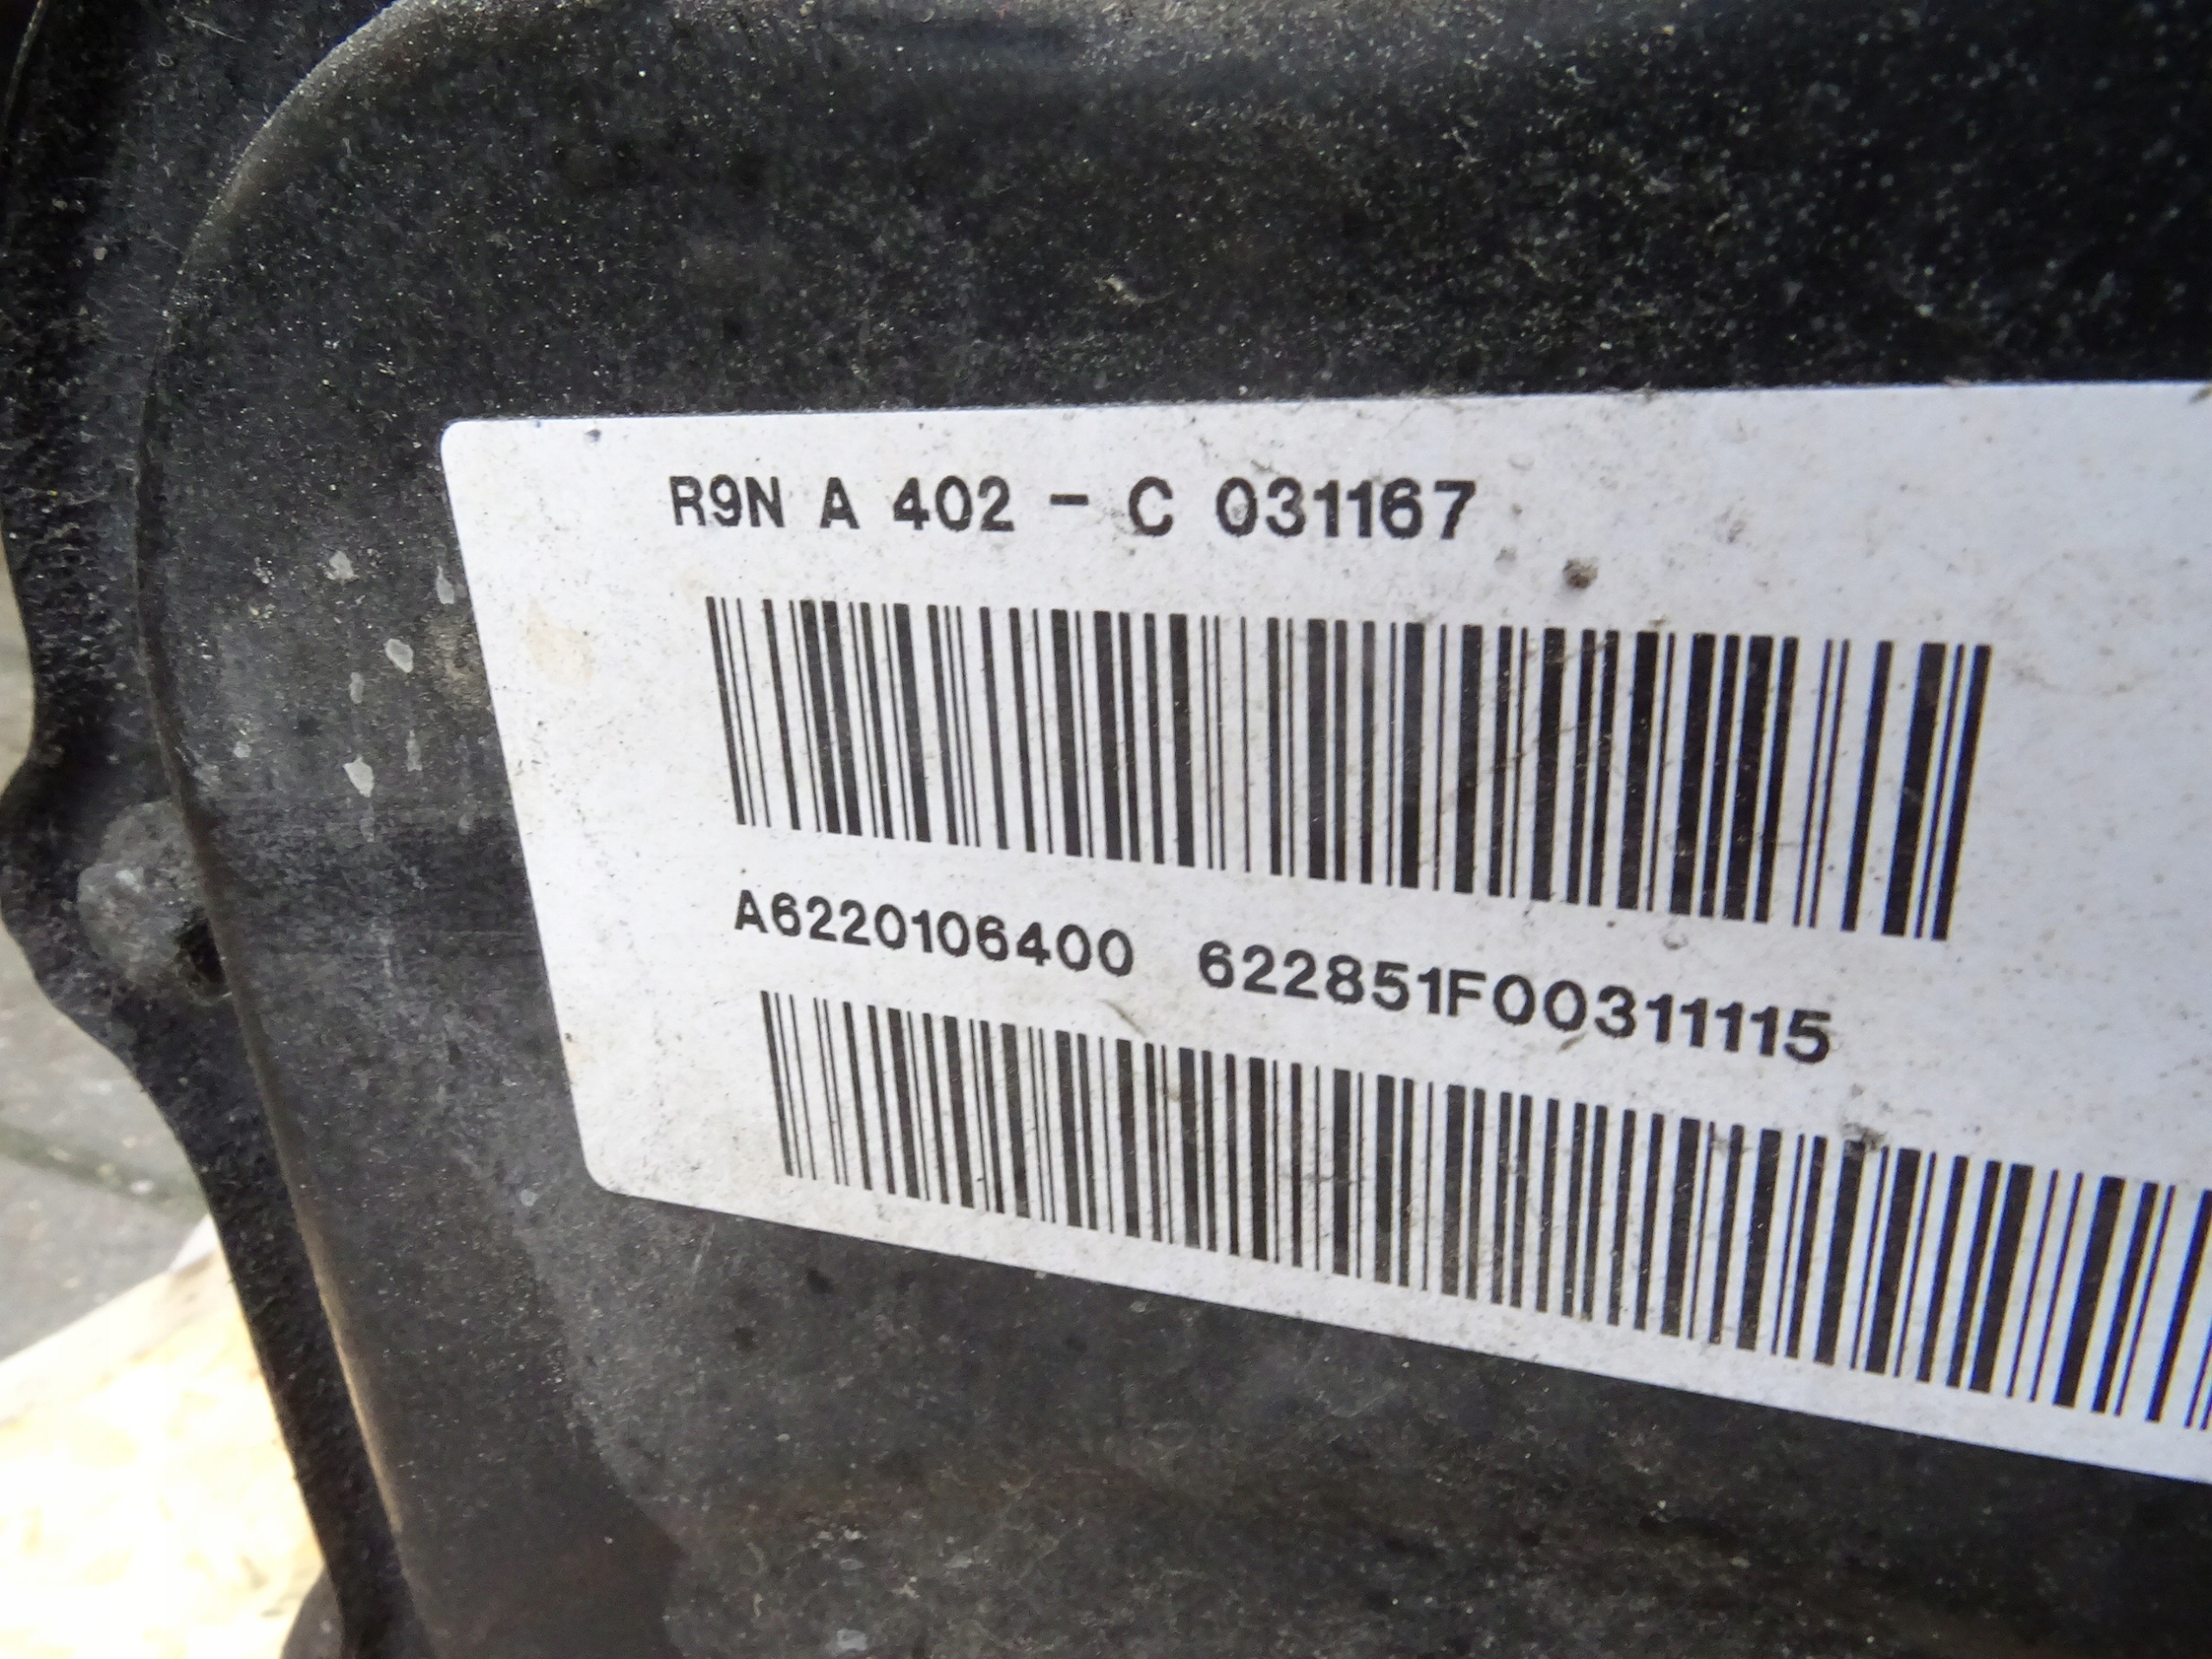 R9N A 402 - C 031167
A6220106400 622851F00311115